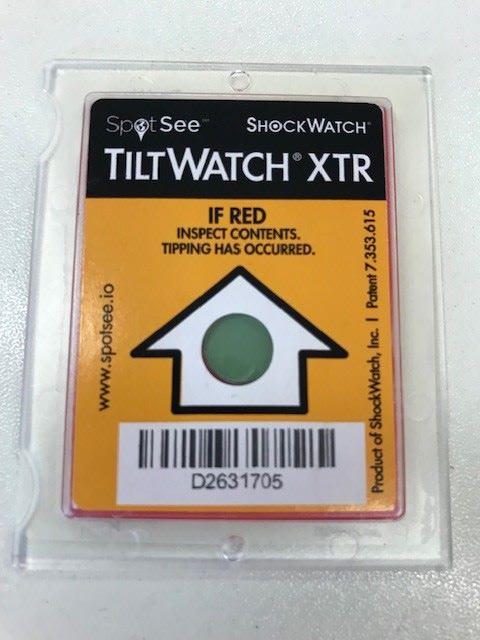 SpotSee™ SHOCKWATCH®
TILTWATCH® XTR
IF RED
INSPECT CONTENTS.
TIPPING HAS OCCURRED.
www.spotsee.io
Product of ShockWatch, Inc. | Patent 7.353.615
D2631705